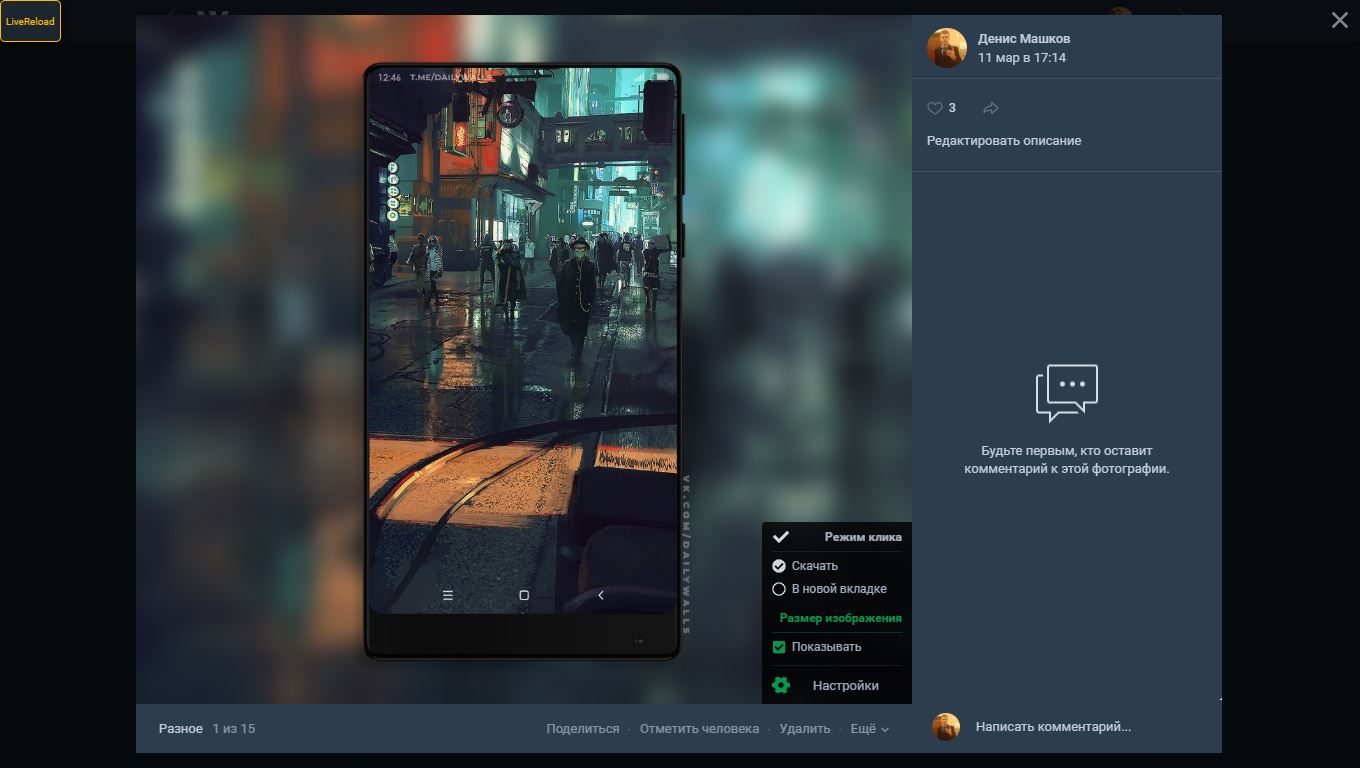 LiveReload
12:46 T.ME/DAILYWALLS
VK.COM/DAILYWALLS
Режим клика
Скачать
В новой вкладке
Размер изображения
Показывать
Настройки
Денис Машков
11 мар в 17:14
3
Редактировать описание
Будьте первым, кто оставит
комментарий к этой фотографии.
Разное 1 из 15
Поделиться · Отметить человека · Удалить · Ещё
Написать комментарий...